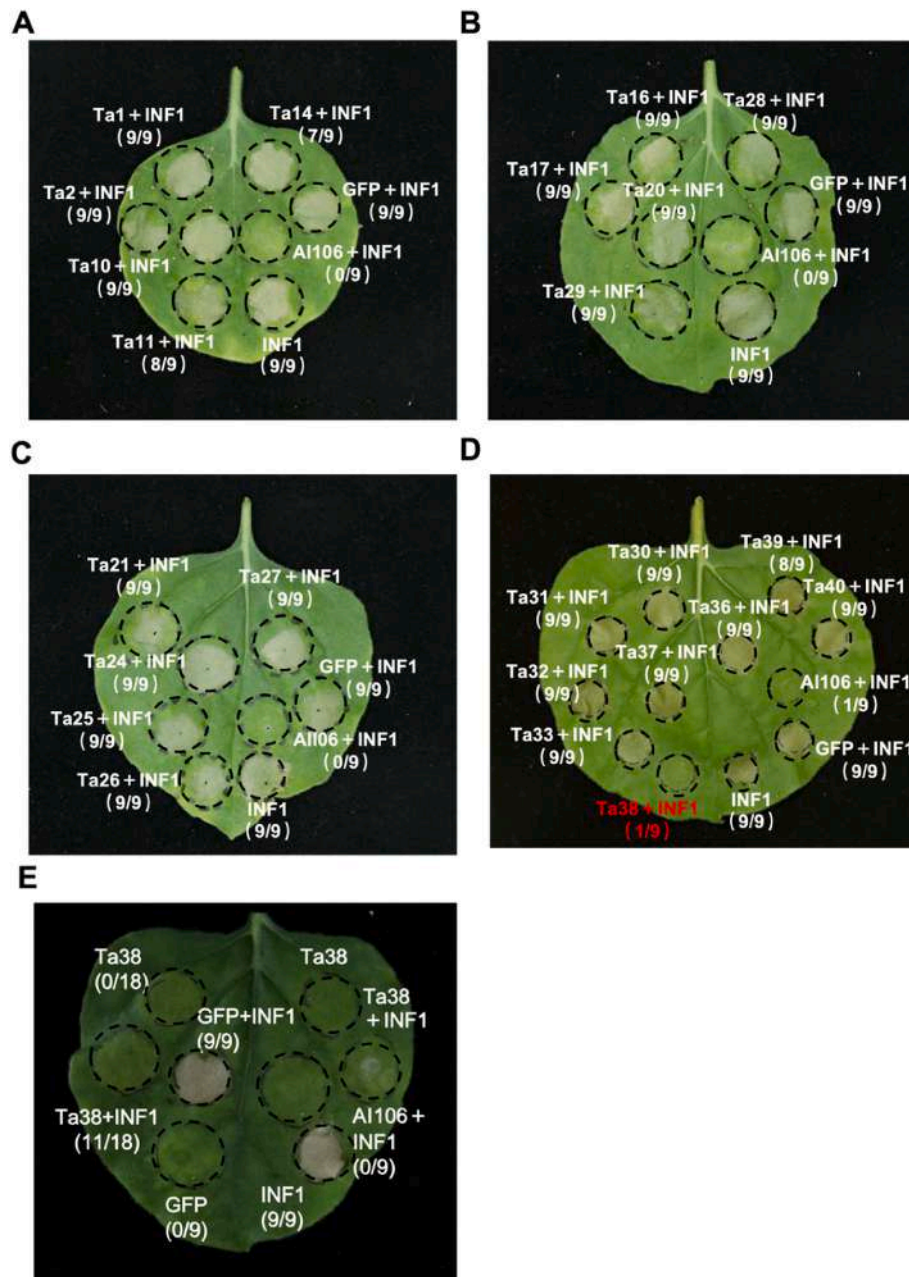 A
Ta1 + INF1
(9/9)
Ta14 + INF1
(7/9)
Ta2 + INF1
(9/9)
GFP + INF1
(9/9)
Ta10 + INF1
(9/9)
AI106 + INF1
(0/9)
Ta11 + INF1
(8/9)
INF1
(9/9)
B
Ta16 + INF1
(9/9)
Ta28 + INF1
(9/9)
Ta17 + INF1
(9/9)
Ta20 + INF1
(9/9)
GFP + INF1
(9/9)
AI106 + INF1
(0/9)
Ta29 + INF1
(9/9)
INF1
(9/9)
C
Ta21 + INF1
(9/9)
Ta27 + INF1
(9/9)
Ta24 + INF1
(9/9)
GFP + INF1
(9/9)
Ta25 + INF1
(9/9)
AI106 + INF1
(0/9)
Ta26 + INF1
(9/9)
INF1
(9/9)
D
Ta30 + INF1
(9/9)
Ta39 + INF1
(8/9)
Ta31 + INF1
(9/9)
Ta36 + INF1
(9/9)
Ta40 + INF1
(9/9)
Ta32 + INF1
(9/9)
Ta37 + INF1
(9/9)
AI106 + INF1
(1/9)
Ta33 + INF1
(9/9)
GFP + INF1
(9/9)
Ta38 + INF1
(1/9)
INF1
(9/9)
E
Ta38
(0/18)
Ta38
GFP+INF1
(9/9)
Ta38
+ INF1
Ta38+INF1
(11/18)
AI106 +
INF1
(0/9)
GFP
(0/9)
INF1
(9/9)